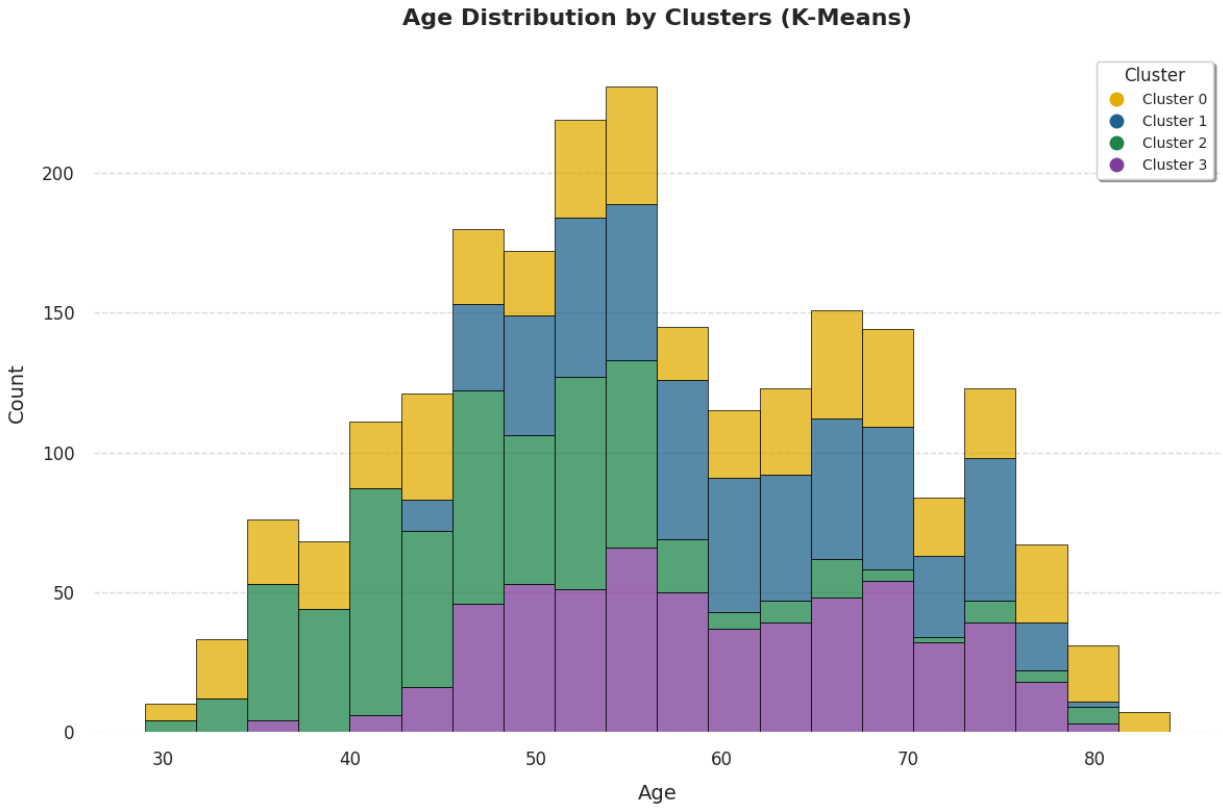 Age Distribution by Clusters (K-Means)
Cluster
Cluster 0
Cluster 1
Cluster 2
Cluster 3
Count
200
150
100
50
0
30 40 50 60 70 80
Age